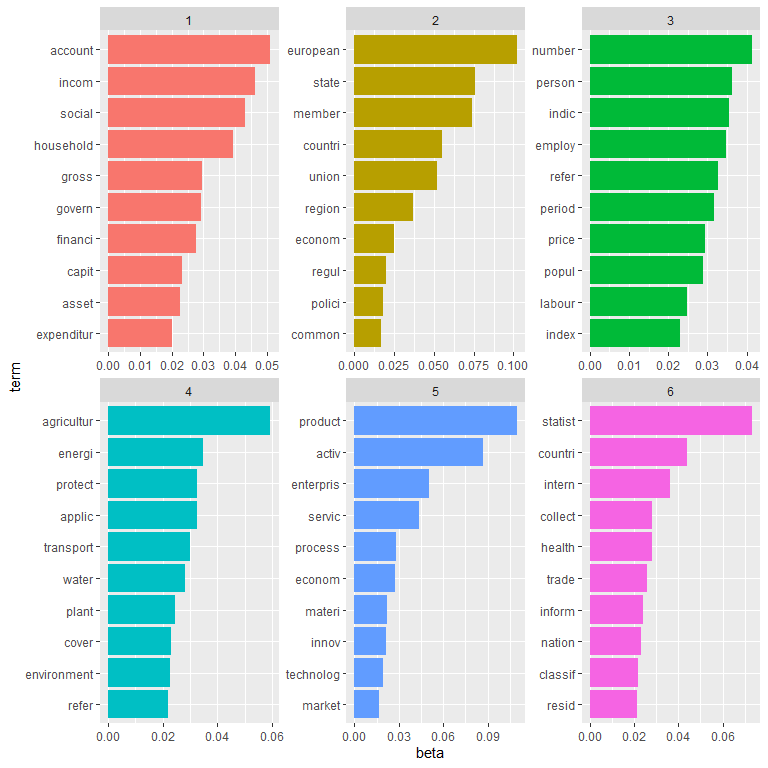 1
account
incom
social
household
gross
govern
financi
capit
asset
expenditur
0.00 0.01 0.02 0.03 0.04 0.05
2
european
state
member
countri
union
region
econom
regul
polici
common
0.000 0.025 0.050 0.075 0.100
3
number
person
indic
employ
refer
period
price
popul
labour
index
0.00 0.01 0.02 0.03 0.04
term
4
agricultur
energi
protect
applic
transport
water
plant
cover
environment
refer
0.00 0.02 0.04 0.06
5
product
activ
enterpris
servic
process
econom
materi
innov
technolog
market
0.00 0.03 0.06 0.09
6
statist
countri
intern
collect
health
trade
inform
nation
classif
resid
0.00 0.02 0.04 0.06
beta